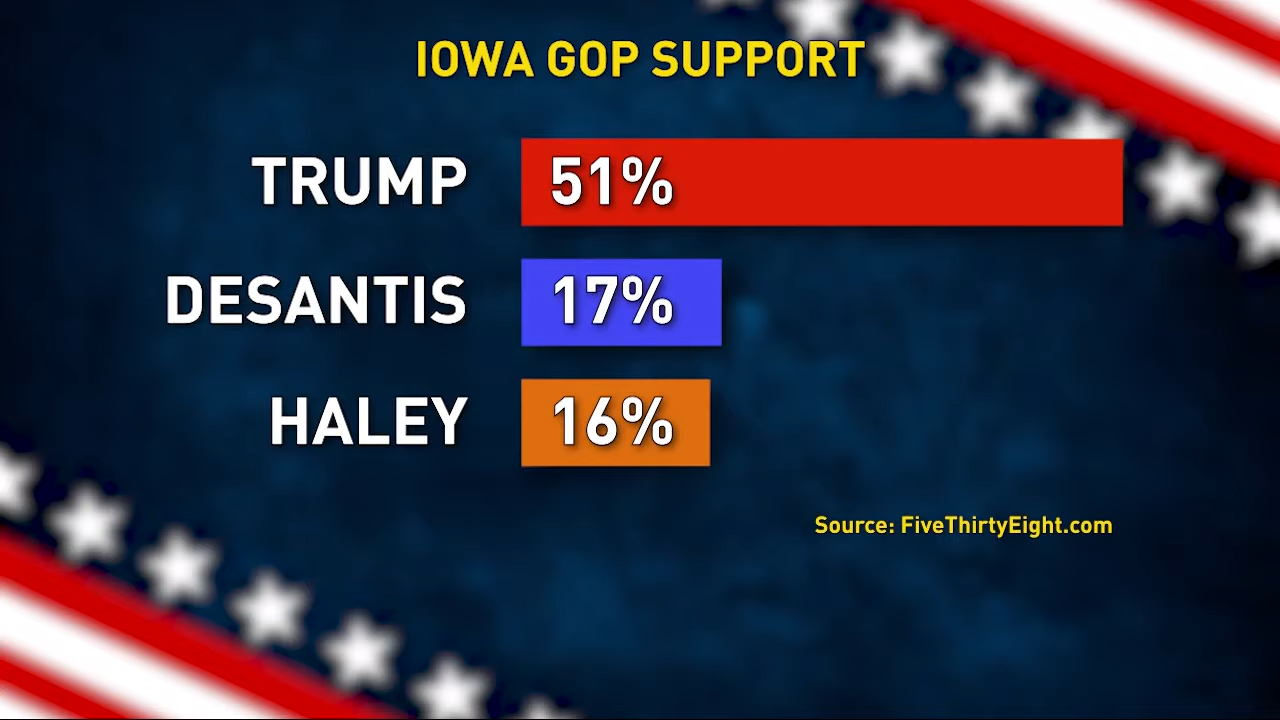 IOWA GOP SUPPORT
TRUMP 51%
DESANTIS 17%
HALEY 16%
Source: FiveThirtyEight.com